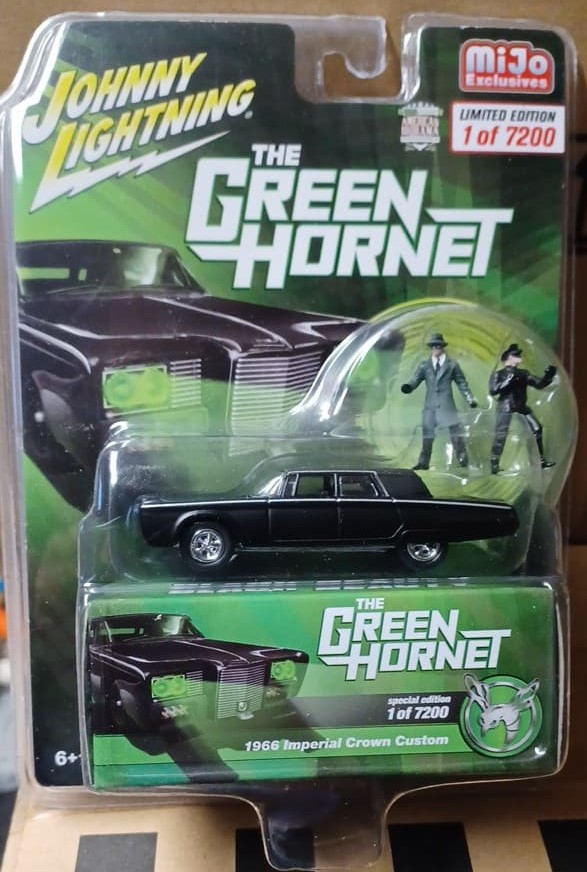 JOHNNY
LIGHTNING
MiJo
Exclusives
AMERICAN
LIMITED EDITION
1 of 7200
THE
GREEN
HORNET
THE
GREEN
HORNET
special edition
1 of 7200
1966 Imperial Crown Custom
6+